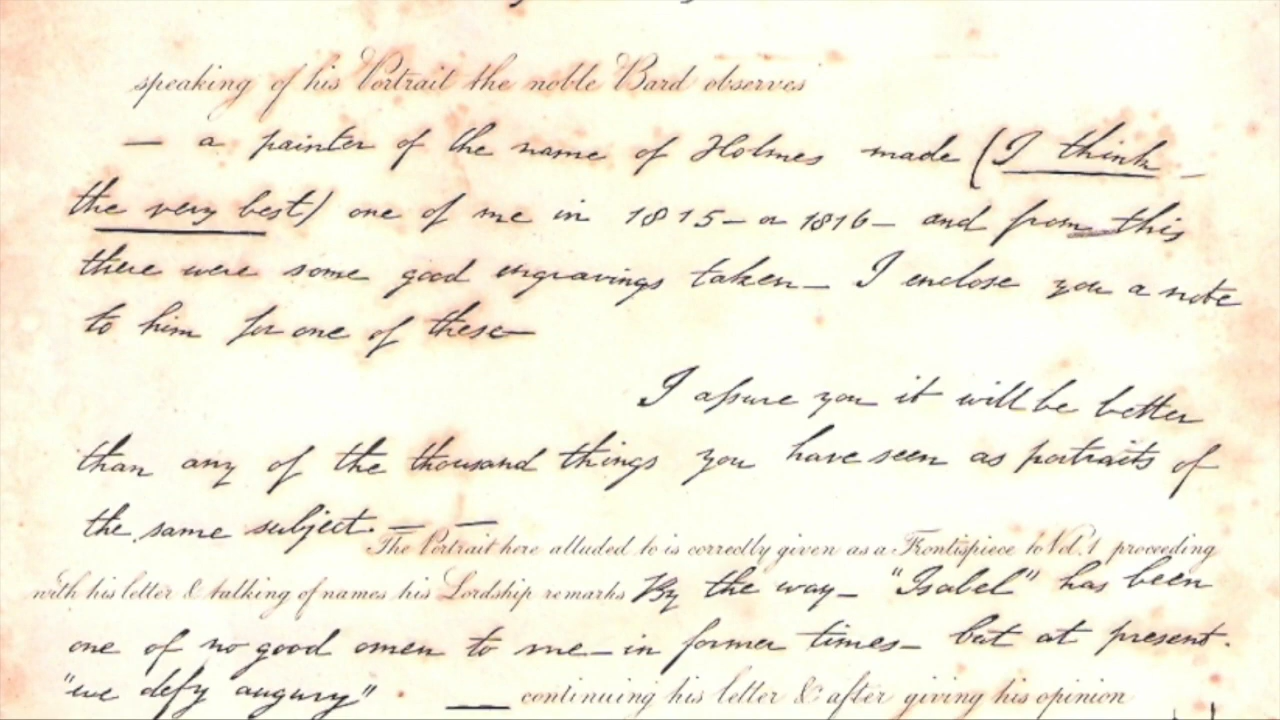 speaking of his Portrait the noble Bard observes
— a painter of the name of Holmes made (I think
the very best) one of me in 1815 – or 1816 – and from this
there were some good engravings taken – I enclose you a note
to him for one of these –
I aſsure you it will be better
than any of the thousand things you have seen as portraits of
the same subject. — —
The Portrait here alluded to is correctly given as a Frontispiece to Vol. 1 proceeding
with his letter & talking of names his Lordship remarks By the way – "Isabel" has been
one of no good omen to me – in former times – but at present.
"we defy augury" . — continuing his letter & after giving his opinion